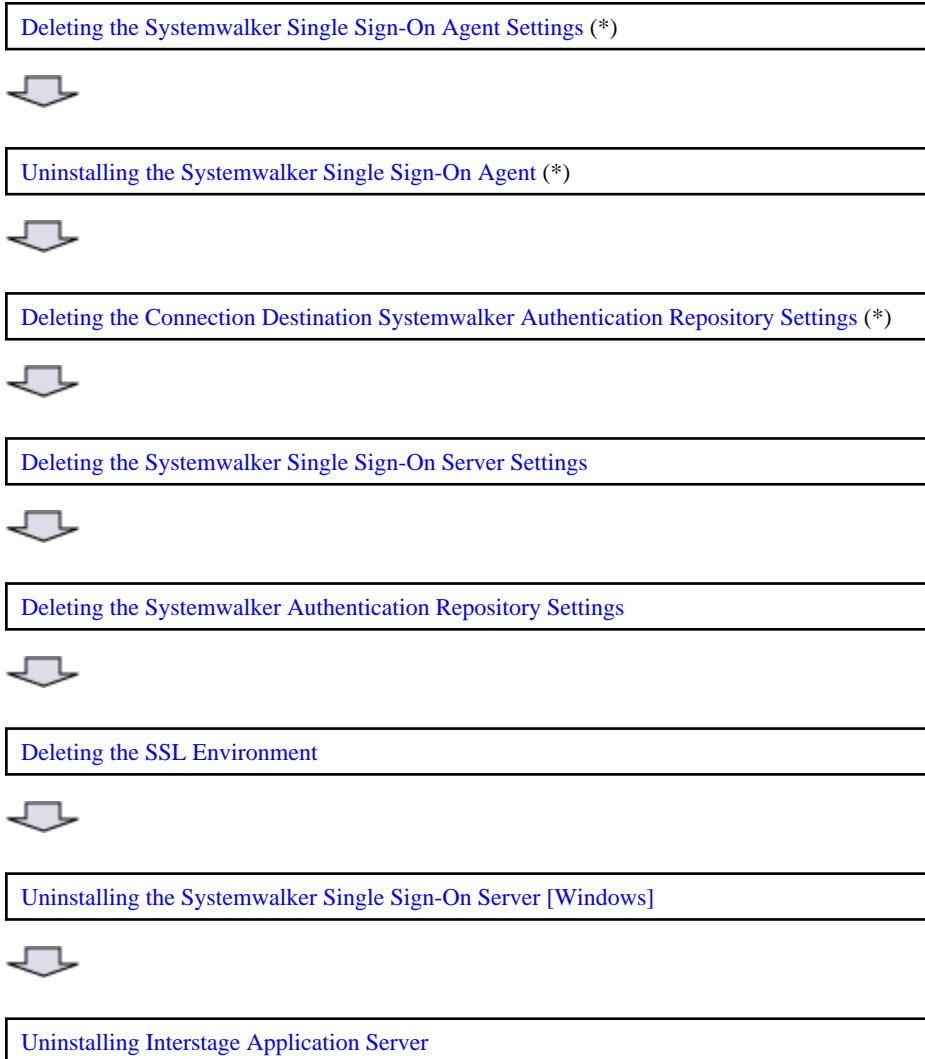 Deleting the Systemwalker Single Sign-On Agent Settings (*)
Uninstalling the Systemwalker Single Sign-On Agent (*)
Deleting the Connection Destination Systemwalker Authentication Repository Settings (*)
Deleting the Systemwalker Single Sign-On Server Settings
Deleting the Systemwalker Authentication Repository Settings
Deleting the SSL Environment
Uninstalling the Systemwalker Single Sign-On Server [Windows]
Uninstalling Interstage Application Server